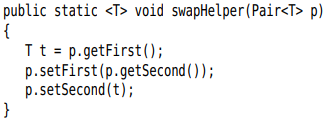 public static <T> void swapHelper(Pair<T> p)
{
   T t = p.getFirst();
   p.setFirst(p.getSecond());
   p.setSecond(t);
}